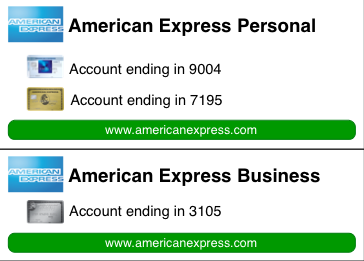 AMERICAN EXPRESS
American Express Personal
Account ending in 9004
Account ending in 7195
www.americanexpress.com
AMERICAN EXPRESS
American Express Business
Account ending in 3105
www.americanexpress.com